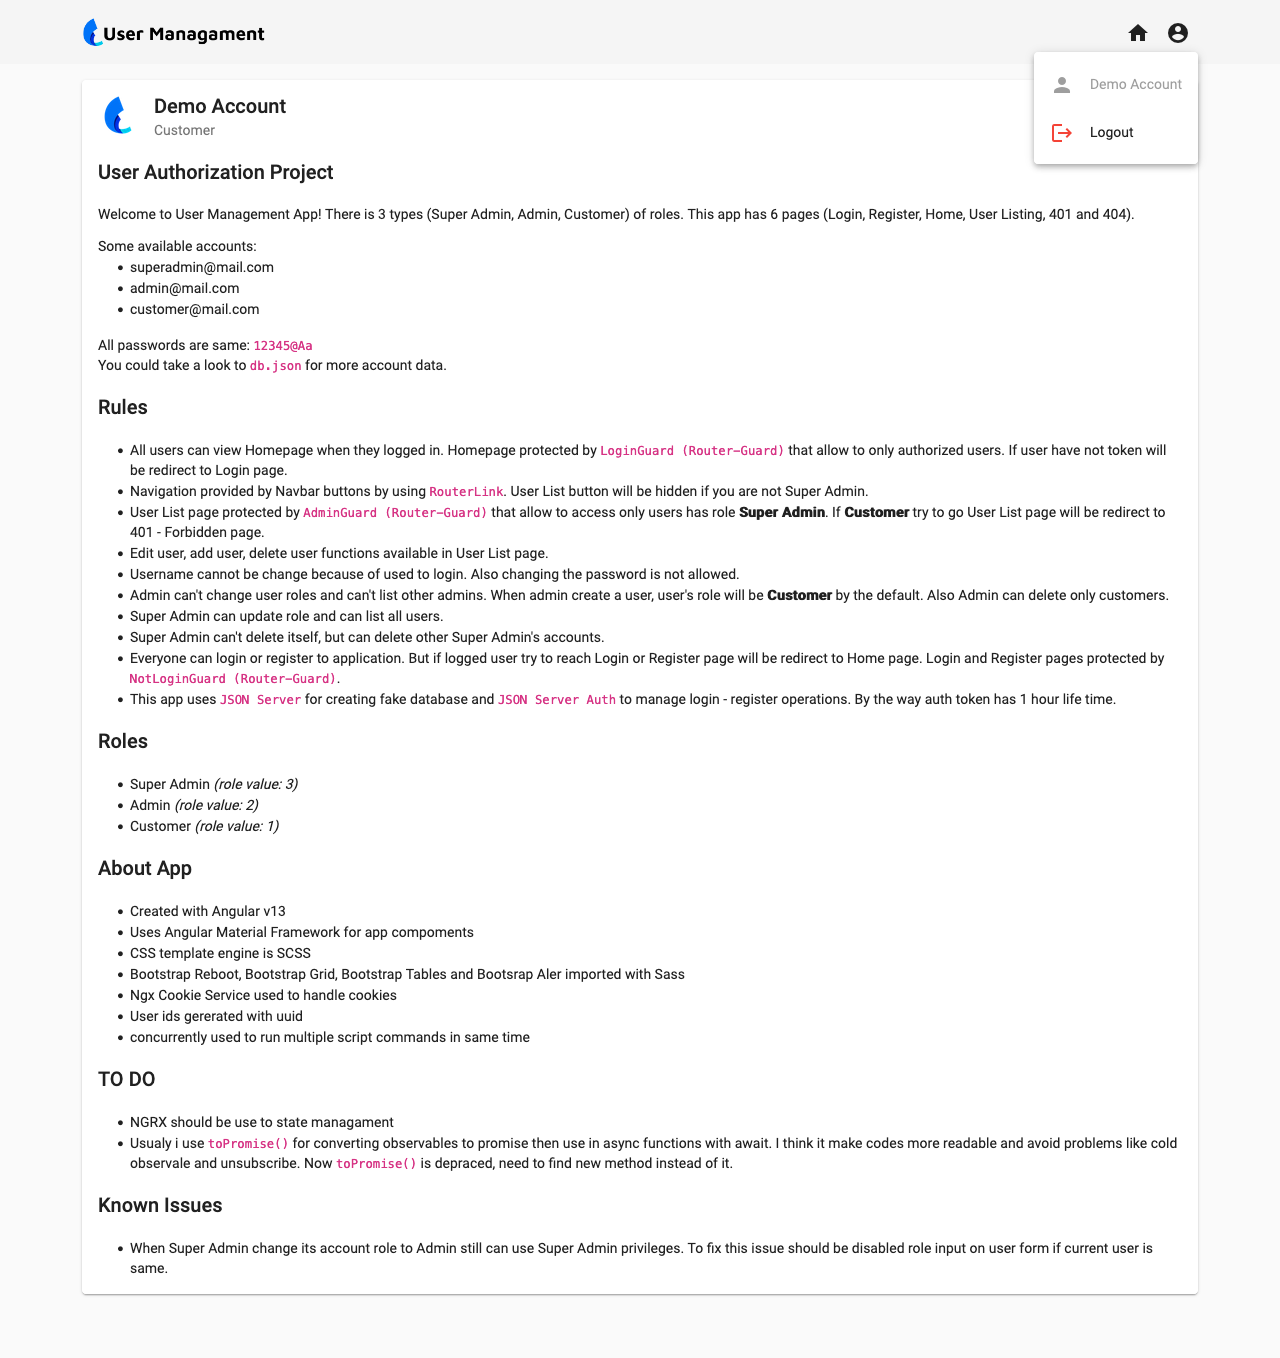 User Managament
Demo Account
Logout
Demo Account
Customer
User Authorization Project
Welcome to User Management App! There is 3 types (Super Admin, Admin, Customer) of roles. This app has 6 pages (Login, Register, Home, User Listing, 401 and 404).
Some available accounts:
• superadmin@mail.com
• admin@mail.com
• customer@mail.com
All passwords are same: 12345@Aa
You could take a look to db.json for more account data.
Rules
• All users can view Homepage when they logged in. Homepage protected by LoginGuard (Router-Guard) that allow to only authorized users. If user have not token will
be redirect to Login page.
• Navigation provided by Navbar buttons by using RouterLink. User List button will be hidden if you are not Super Admin.
• User List page protected by AdminGuard (Router-Guard) that allow to access only users has role Super Admin. If Customer try to go User List page will be redirect to
401 - Forbidden page.
• Edit user, add user, delete user functions available in User List page.
• Username cannot be change because of used to login. Also changing the password is not allowed.
• Admin can't change user roles and can't list other admins. When admin create a user, user's role will be Customer by the default. Also Admin can delete only customers.
• Super Admin can update role and can list all users.
• Super Admin can't delete itself, but can delete other Super Admin's accounts.
• Everyone can login or register to application. But if logged user try to reach Login or Register page will be redirect to Home page. Login and Register pages protected by
NotLoginGuard (Router-Guard).
• This app uses JSON Server for creating fake database and JSON Server Auth to manage login - register operations. By the way auth token has 1 hour life time.
Roles
• Super Admin (role value: 3)
• Admin (role value: 2)
• Customer (role value: 1)
About App
• Created with Angular v13
• Uses Angular Material Framework for app compoments
• CSS template engine is SCSS
• Bootstrap Reboot, Bootstrap Grid, Bootstrap Tables and Bootsrap Aler imported with Sass
• Ngx Cookie Service used to handle cookies
• User ids gererated with uuid
• concurrently used to run multiple script commands in same time
TO DO
• NGRX should be use to state managament
• Usualy i use toPromise() for converting observables to promise then use in async functions with await. I think it make codes more readable and avoid problems like cold
observale and unsubscribe. Now toPromise() is depraced, need to find new method instead of it.
Known Issues
• When Super Admin change its account role to Admin still can use Super Admin privileges. To fix this issue should be disabled role input on user form if current user is
same.